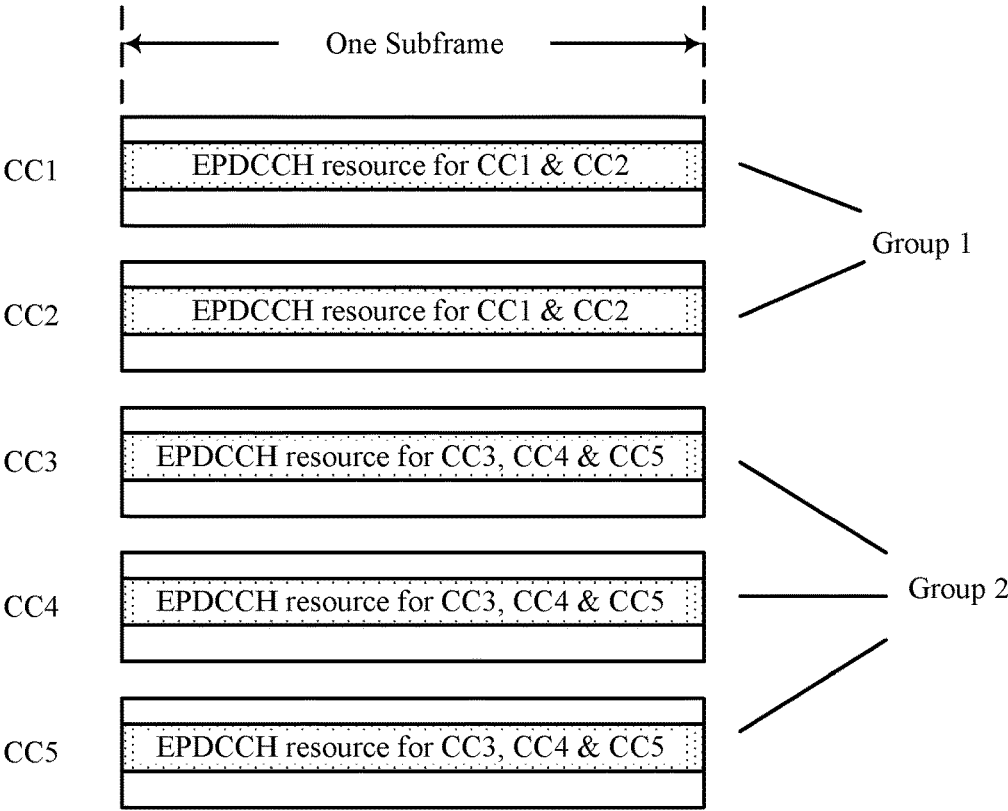 One Subframe
CC1
EPDCCH resource for CC1 & CC2
Group 1
CC2
EPDCCH resource for CC1 & CC2
CC3
EPDCCH resource for CC3, CC4 & CC5
CC4
EPDCCH resource for CC3, CC4 & CC5
Group 2
CC5
EPDCCH resource for CC3, CC4 & CC5